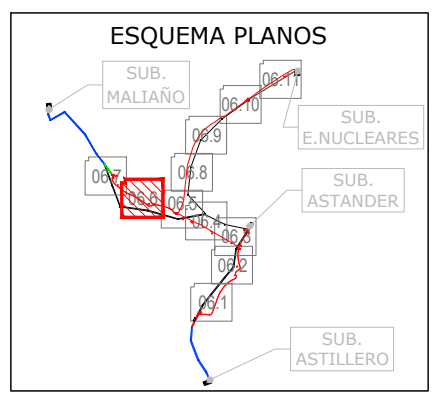 ESQUEMA PLANOS
SUB.
MALIAÑO
06.11
06.10
SUB.
E.NUCLEARES
06.9
06.8
06.7
06.6
06.5
SUB.
ASTANDER
06.4
06.3
06.2
06.1
SUB.
ASTILLERO